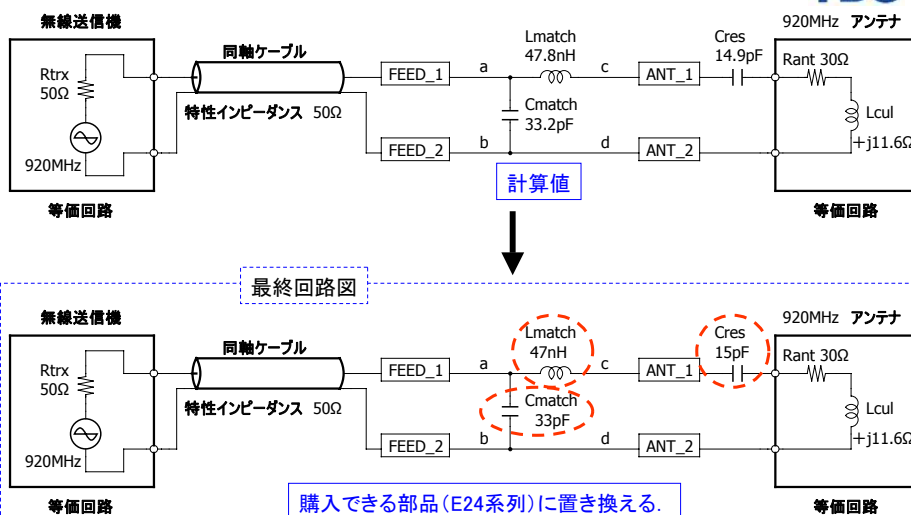 無線送信機
Rtrx
50Ω
920MHz
等価回路
同軸ケーブル
特性インピーダンス 50Ω
FEED_1
FEED_2
a
b
Lmatch
47.8nH
Cmatch
33.2pF
c
d
ANT_1
ANT_2
Cres
14.9pF
920MHz アンテナ
Rant 30Ω
Lcul
+j11.6Ω
等価回路
計算値
最終回路図
無線送信機
Rtrx
50Ω
920MHz
等価回路
同軸ケーブル
特性インピーダンス 50Ω
FEED_1
FEED_2
a
b
Lmatch
47nH
Cmatch
33pF
c
d
ANT_1
ANT_2
Cres
15pF
920MHz アンテナ
Rant 30Ω
Lcul
+j11.6Ω
等価回路
購入できる部品(E24系列)に置き換える.